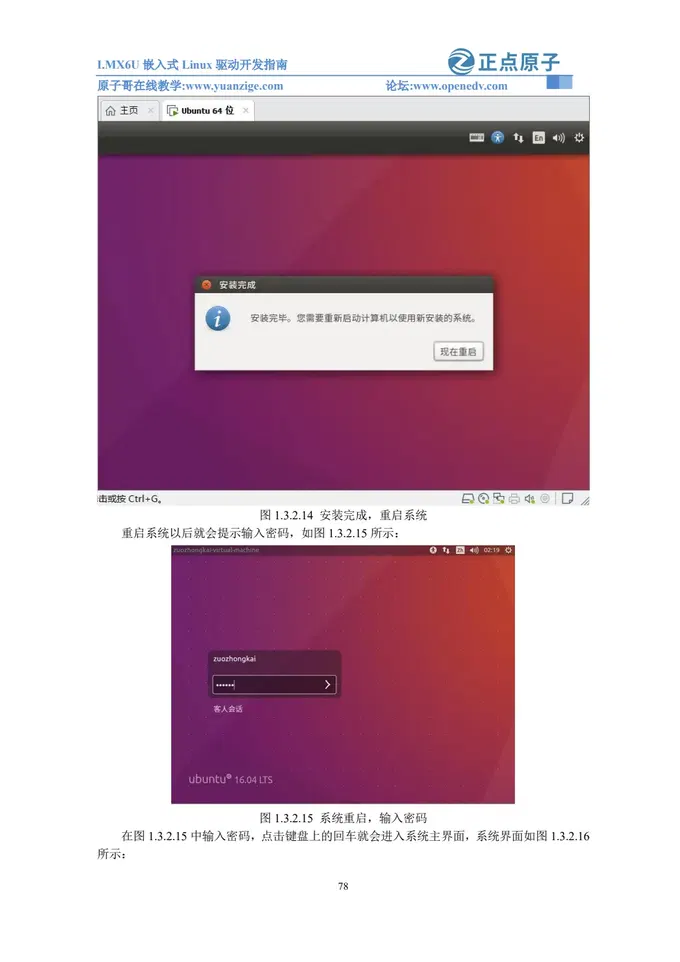 I.MX6U 嵌入式 Linux 驱动开发指南
正点原子
原子哥在线教学:www.yuanzige.com 论坛:www.openedv.com
主页 × Ubuntu 64 位 ×
En
安装完成
安装完毕。您需要重新启动计算机以使用新安装的系统。
现在重启
击或按 Ctrl+G。
图 1.3.2.14 安装完成，重启系统
重启系统以后就会提示输入密码，如图 1.3.2.15 所示：
zuozhongkai-virtual-machine 02:19
zuozhongkai
客人会话
ubuntu® 16.04 LTS
图 1.3.2.15 系统重启，输入密码
在图 1.3.2.15 中输入密码，点击键盘上的回车就会进入系统主界面，系统界面如图 1.3.2.16
所示：
78